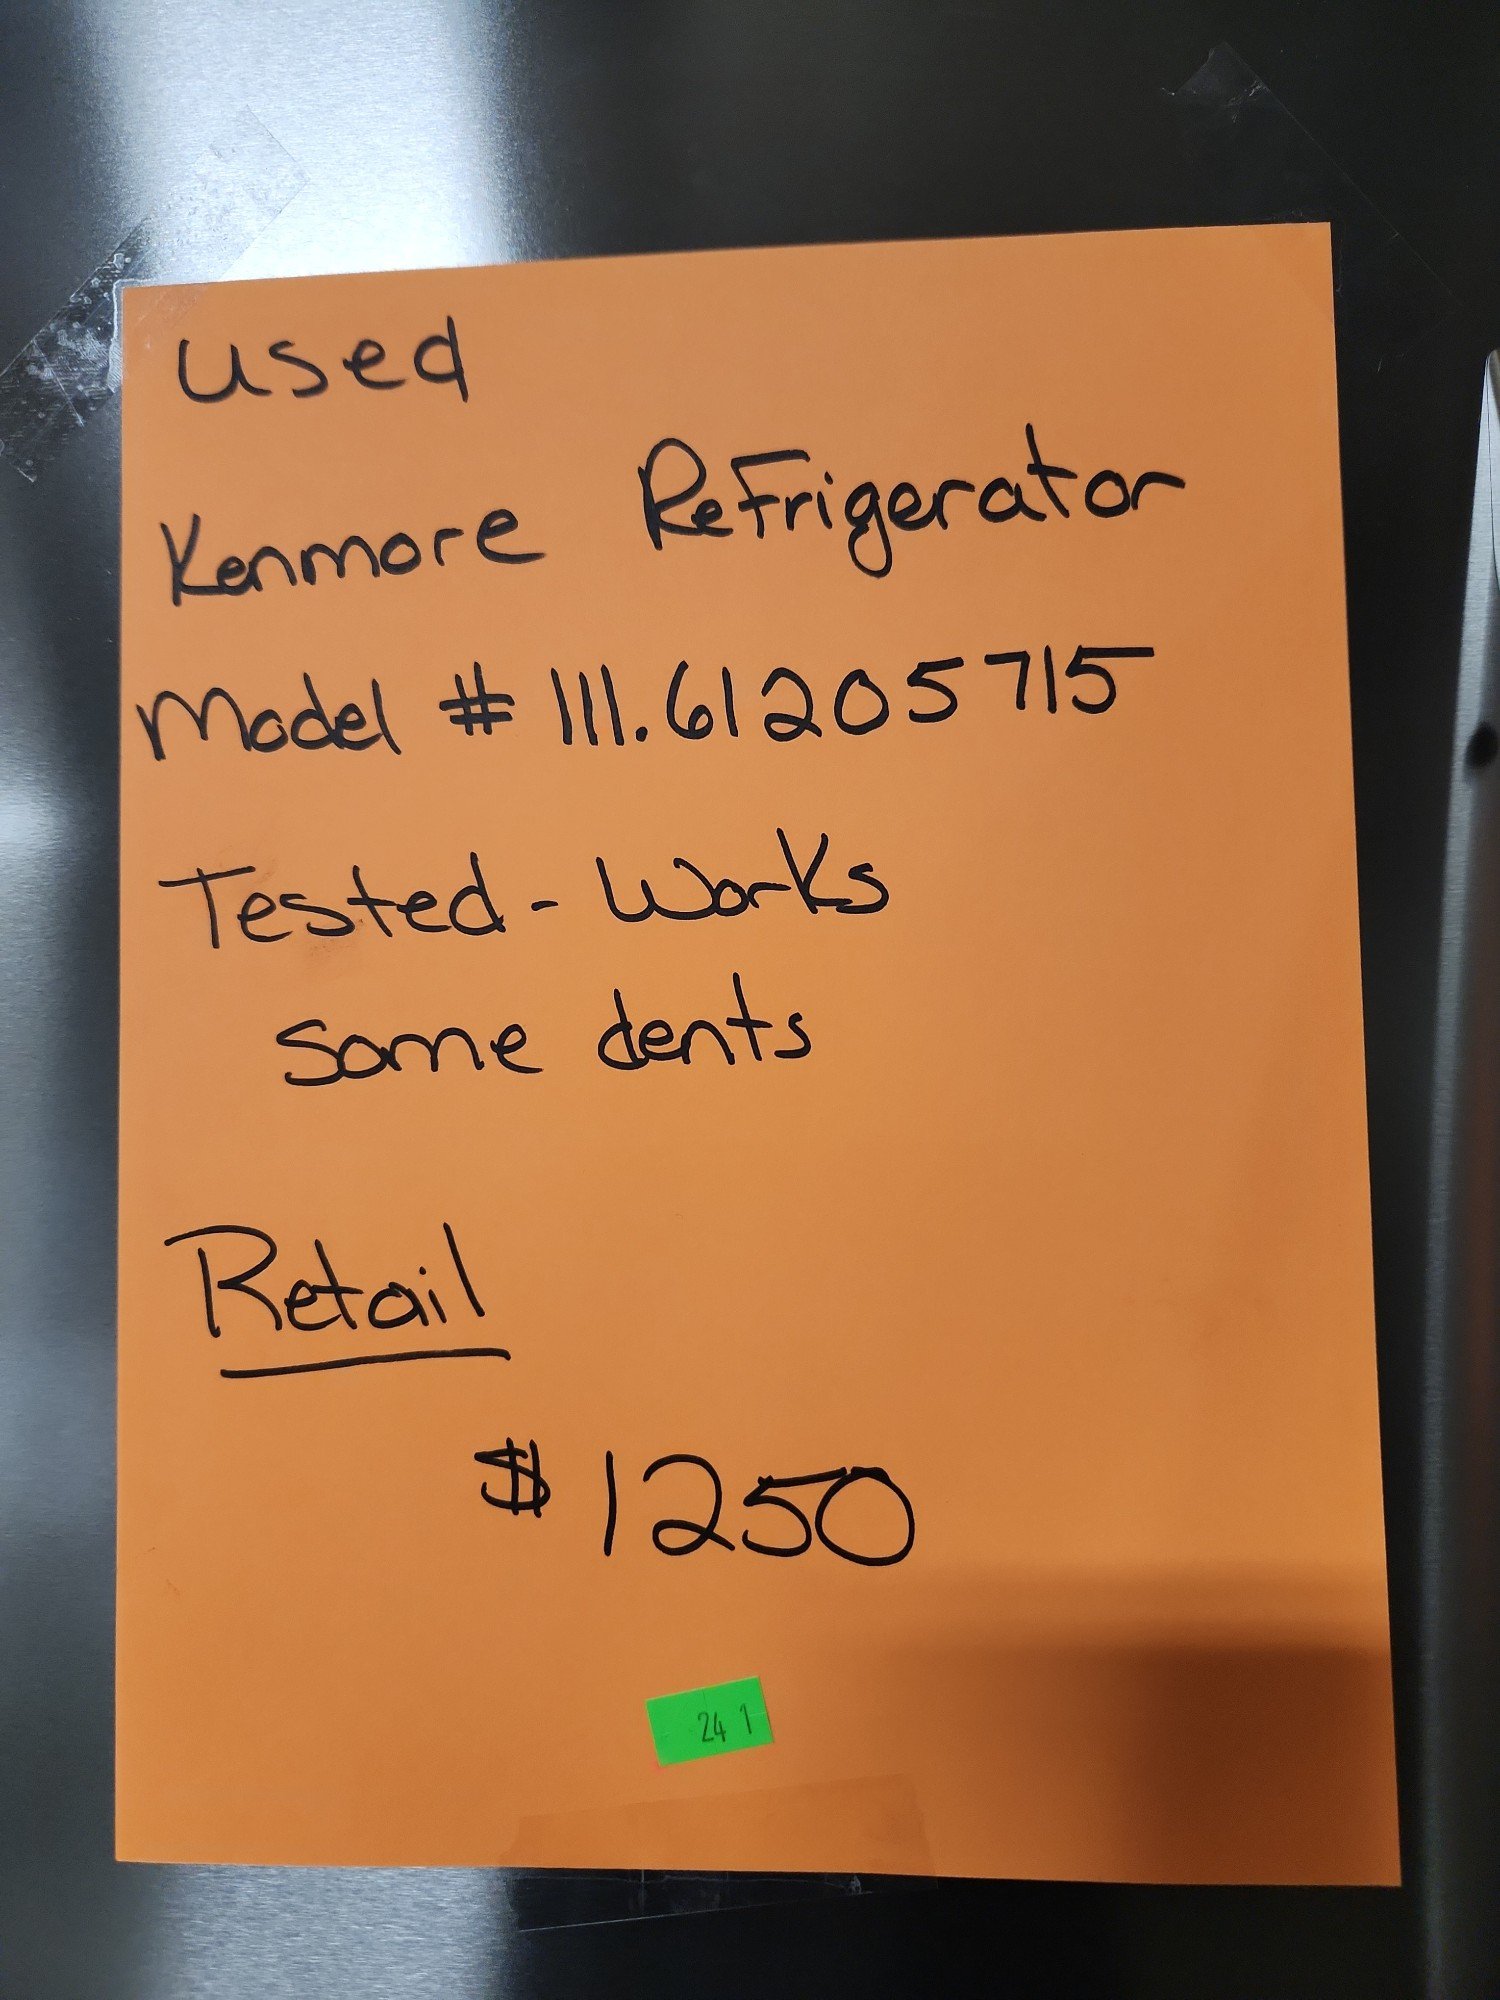 used
Kenmore Refrigerator
Model # 111.61205715
Tested - Works
some dents
Retail
$1250
24 1